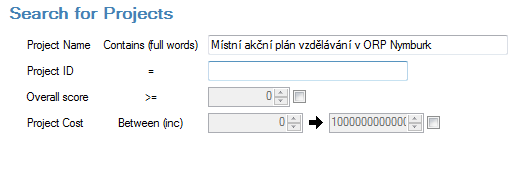 Search for Projects
Project Name Contains (full words) Místní akční plán vzdělávání v ORP Nymburk
Project ID =
Overall score >= 0
Project Cost Between (inc) 0 1000000000000